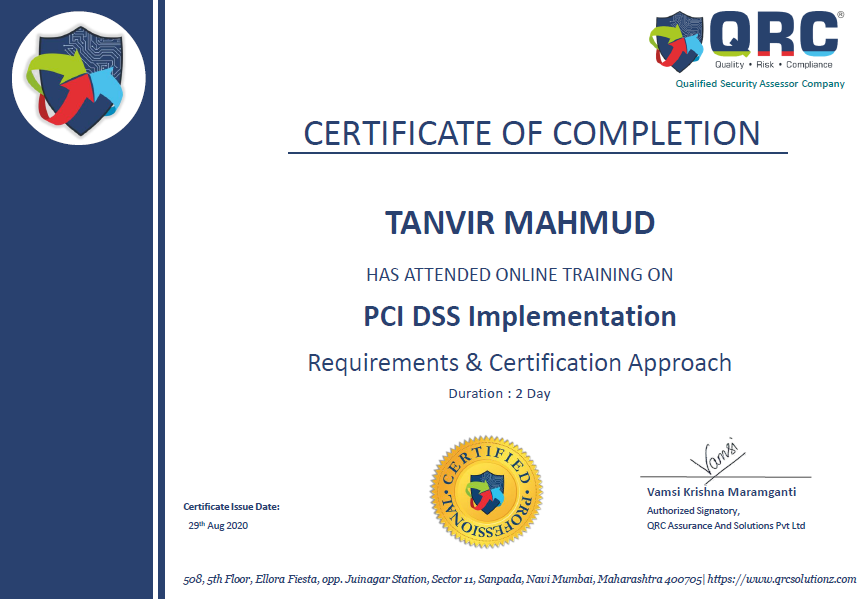 QRC®
Quality • Risk • Compliance
Qualified Security Assessor Company
CERTIFICATE OF COMPLETION
TANVIR MAHMUD
HAS ATTENDED ONLINE TRAINING ON
PCI DSS Implementation
Requirements & Certification Approach
Duration : 2 Day
CERTIFIED
PROFESSIONAL
Vamsi
Vamsi Krishna Maramganti
Authorized Signatory,
QRC Assurance And Solutions Pvt Ltd
Certificate Issue Date:
29th Aug 2020
508, 5th Floor, Ellora Fiesta, opp. Juinagar Station, Sector 11, Sanpada, Navi Mumbai, Maharashtra 400705| https://www.qrcsolutionz.com